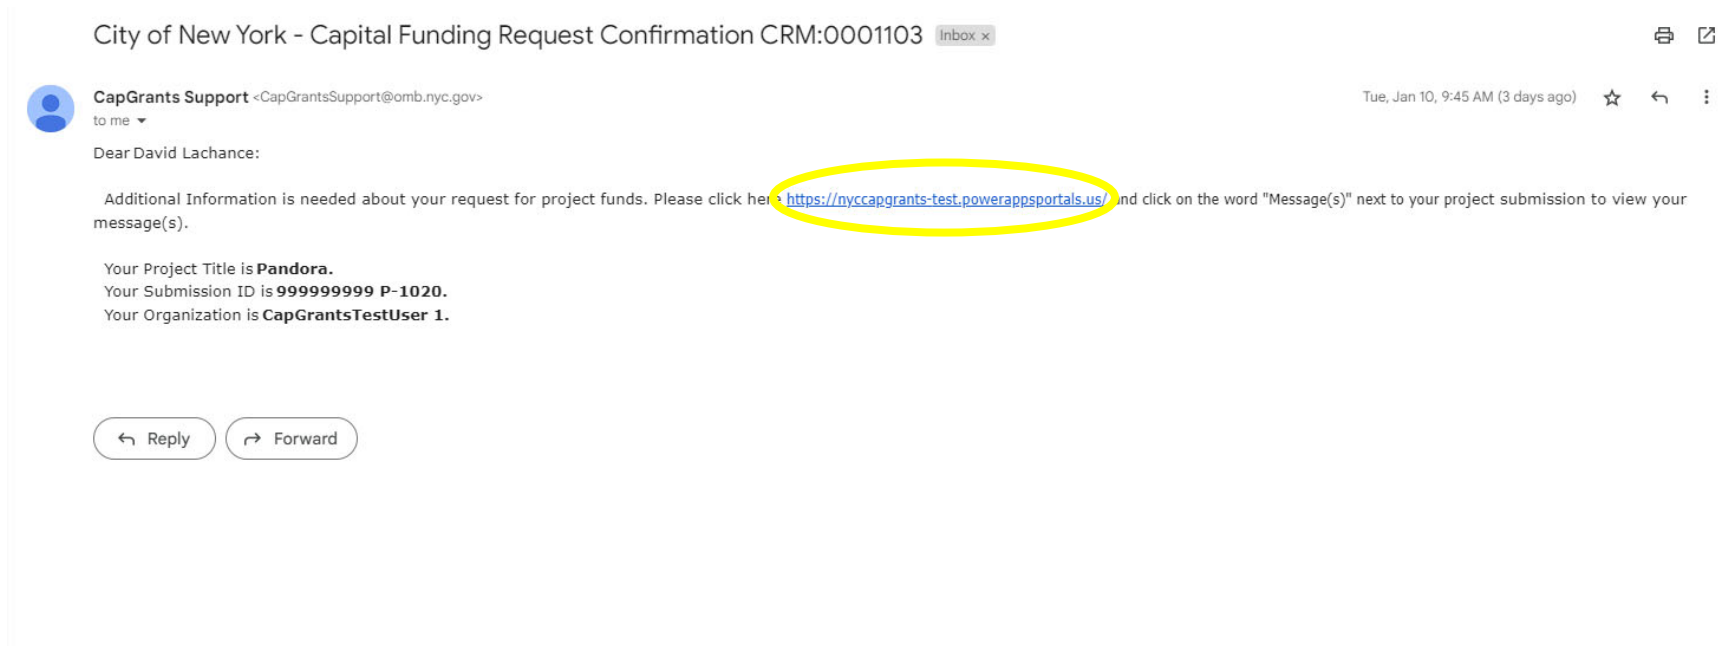 City of New York - Capital Funding Request Confirmation CRM:0001103 Inbox x
CapGrants Support <CapGrantsSupport@omb.nyc.gov> Tue, Jan 10, 9:45 AM (3 days ago)
to me
Dear David Lachance:
Additional Information is needed about your request for project funds. Please click here https://nyccapgrants-test.powerappsportals.us/ and click on the word "Message(s)" next to your project submission to view your
message(s).
Your Project Title is Pandora.
Your Submission ID is 999999999 P-1020.
Your Organization is CapGrantsTestUser 1.
Reply Forward